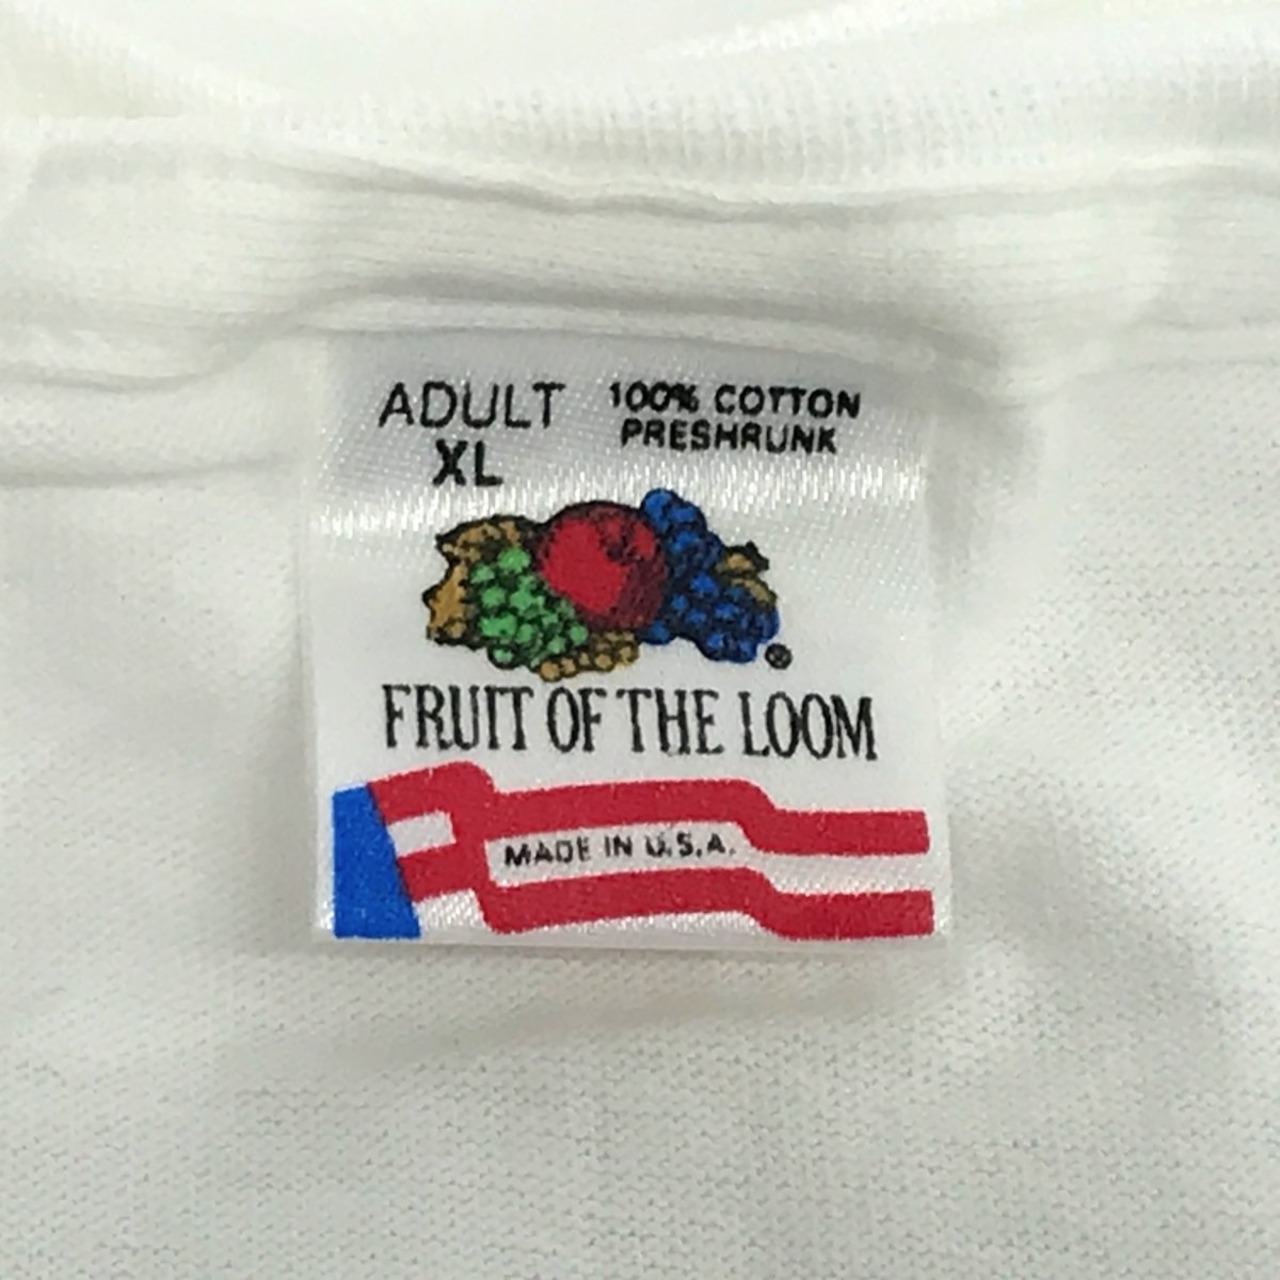 ADULT
XL
100% COTTON
PRESHRUNK
®
FRUIT OF THE LOOM
MADE IN U.S.A.